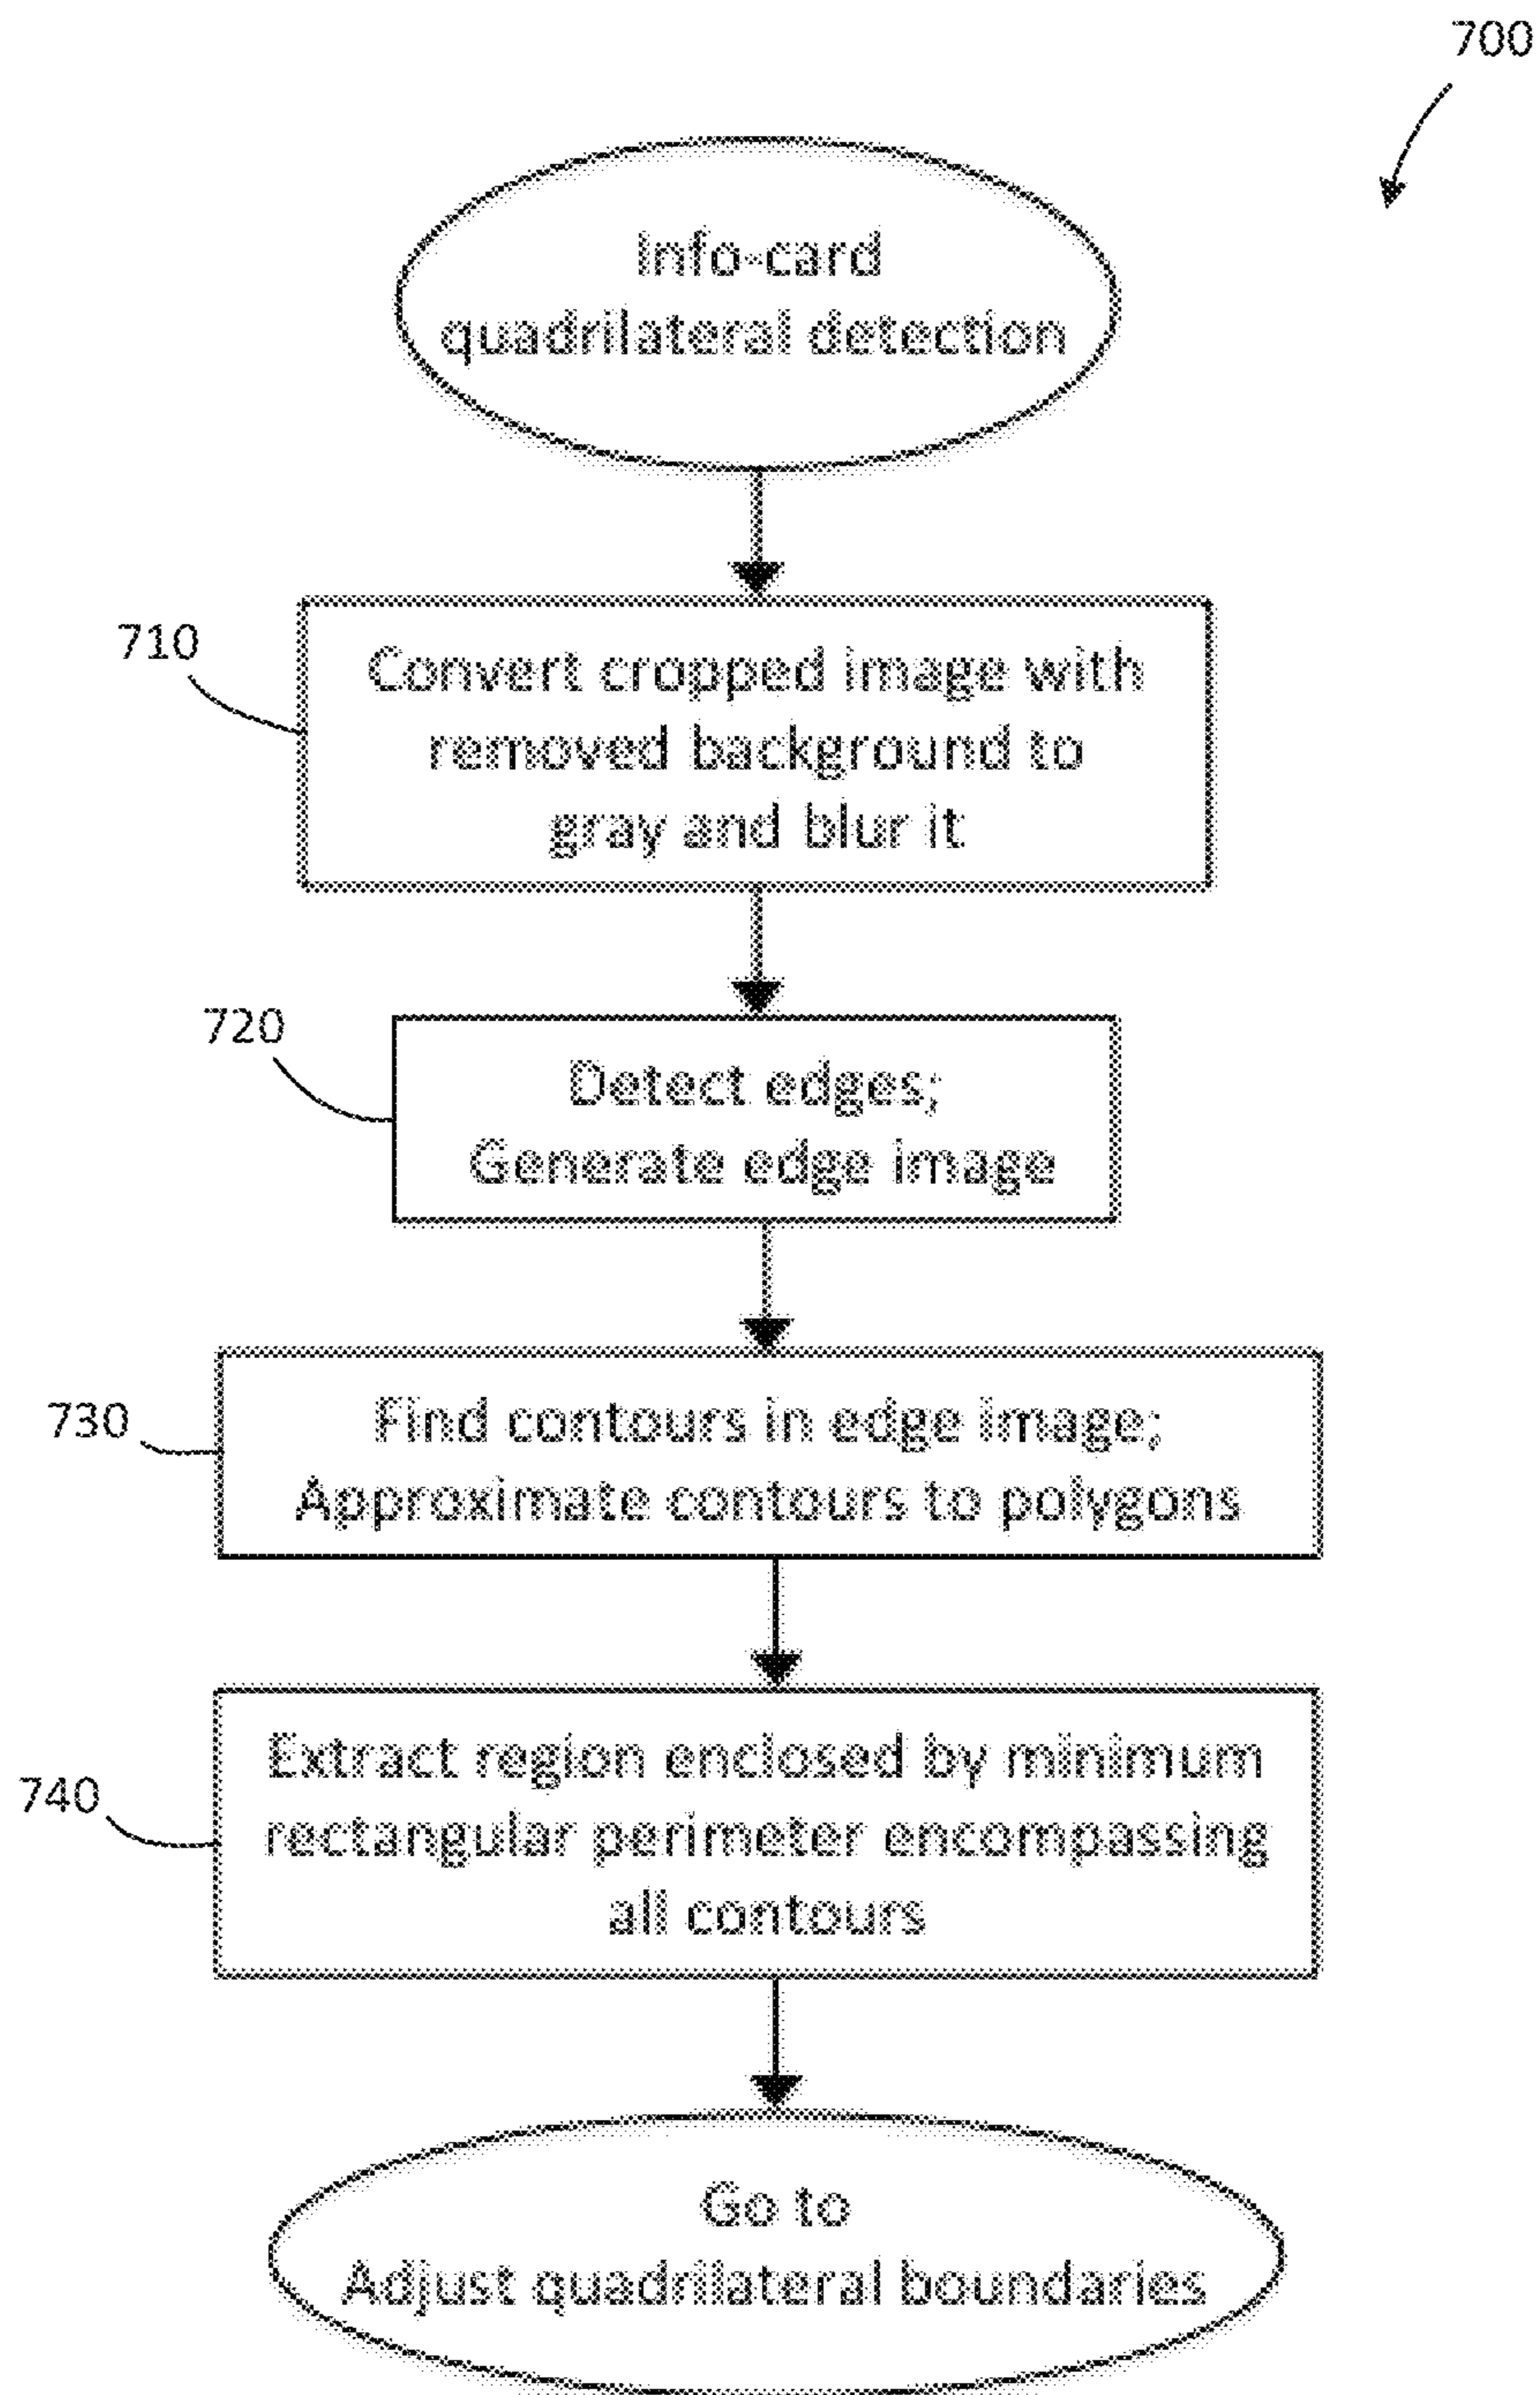 700
Info-card
quadrilateral detection
710
Convert cropped image with
removed background to
gray and blur it
720
Detect edges;
Generate edge image
730
Find contours in edge image;
Approximate contours to polygons
740
Extract region enclosed by minimum
rectangular perimeter encompassing
all contours
Go to
Adjust quadrilateral boundaries